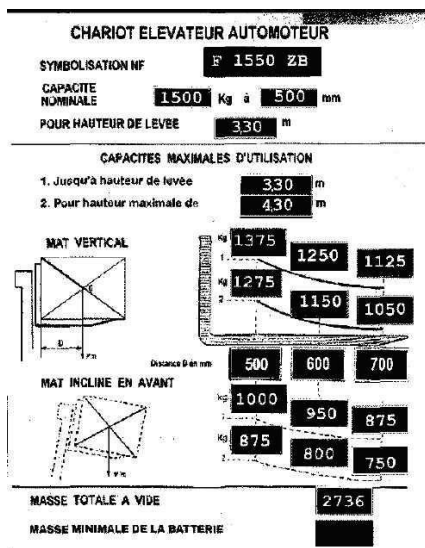 CHARIOT ELEVATEUR AUTOMOTEUR
SYMBOLISATION NF F 1550 ZB
CAPACITE NOMINALE 1500 Kg à 500 mm
POUR HAUTEUR DE LEVÉE 3,30 m
CAPACITES MAXIMALES D'UTILISATION
1. Jusqu'à hauteur de levée 3,30 m
2. Pour hauteur maximale de 4,30 m
MAT VERTICAL
Kg 1375 1250 1125
1
Kg 1275 1150 1050
2
G
D
Distance D en mm 500 600 700
MAT INCLINE EN AVANT
kg 1000 950 875
1
Kg 875 800 750
2
MASSE TOTALE A VIDE 2736
MASSE MINIMALE DE LA BATTERIE